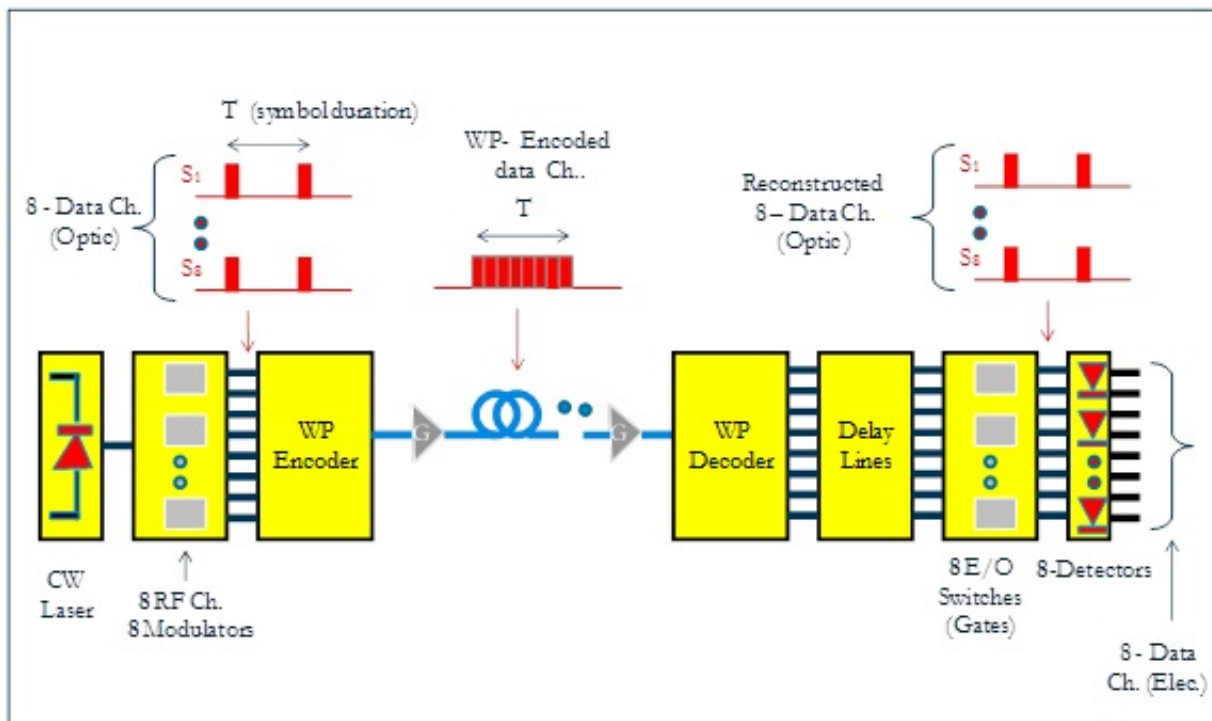 T (symbol duration)
8 - Data Ch.
(Optic)
S1
S8
WP- Encoded
data Ch..
T
Reconstructed
8 – Data Ch.
(Optic)
S1
S8
WP
Encoder
G
G
WP
Decoder
Delay
Lines
CW
Laser
8 RF Ch.
8 Modulators
8 E/O
Switches
(Gates)
8-Detectors
8 - Data
Ch. (Elec.)